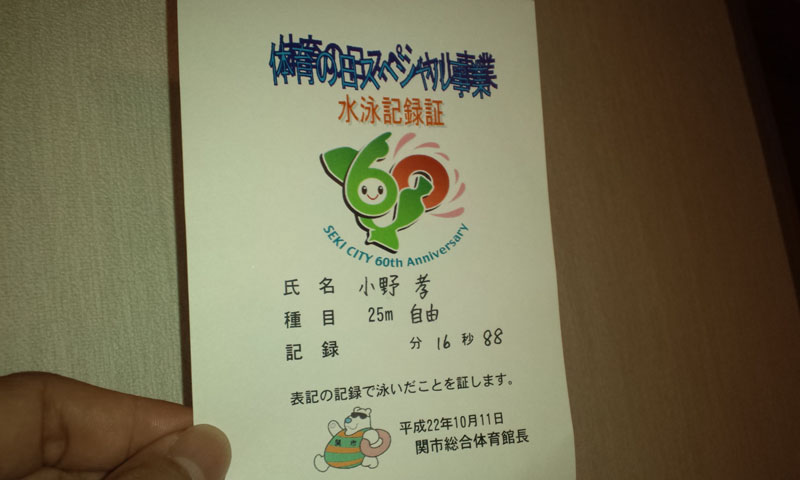 体育の日スペシャル事業
水泳記録証
60
SEKI CITY 60th Anniversary
氏 名 小野 孝
種 目 25m 自由
記 録 分 16 秒 88
表記の記録で泳いだことを証します。
平成22年10月11日
関市総合体育館長
関市